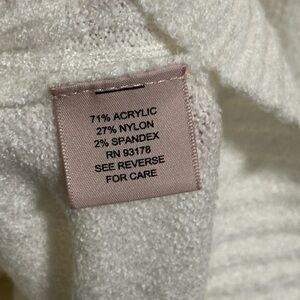 71% ACRYLIC
27% NYLON
2% SPANDEX
RN 93178
SEE REVERSE
FOR CARE